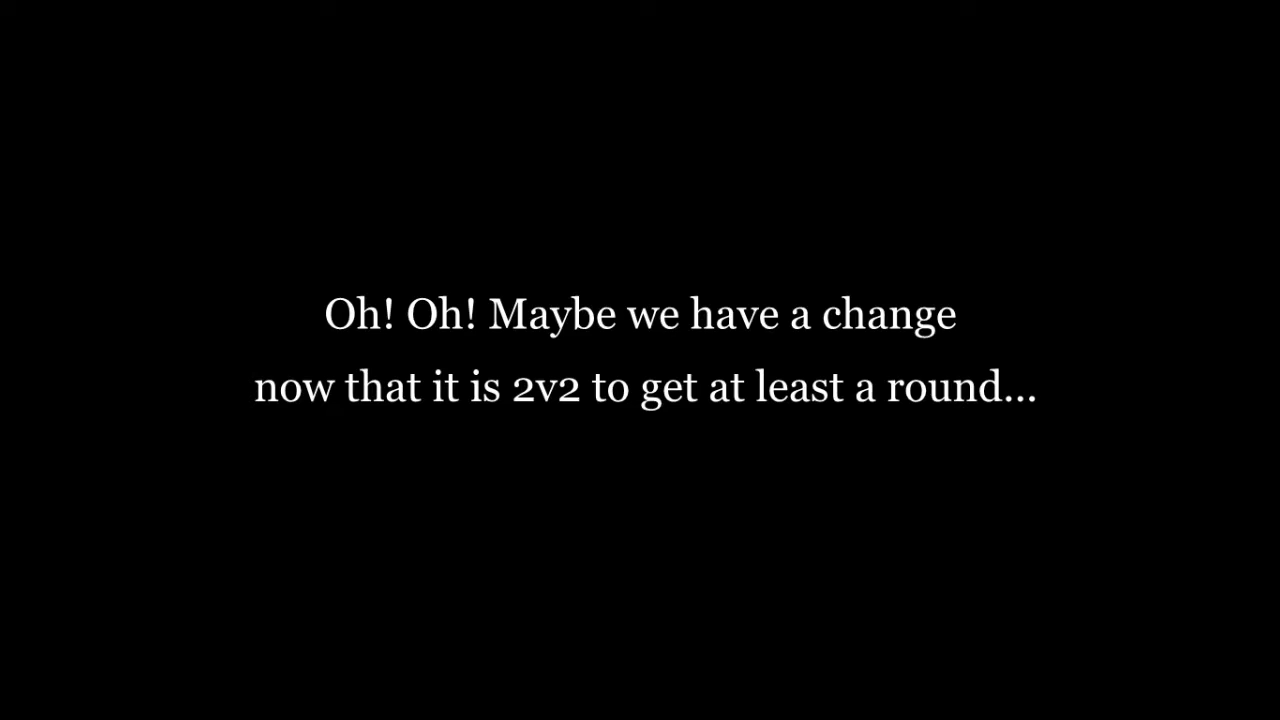 Oh! Oh! Maybe we have a change
now that it is 2v2 to get at least a round...